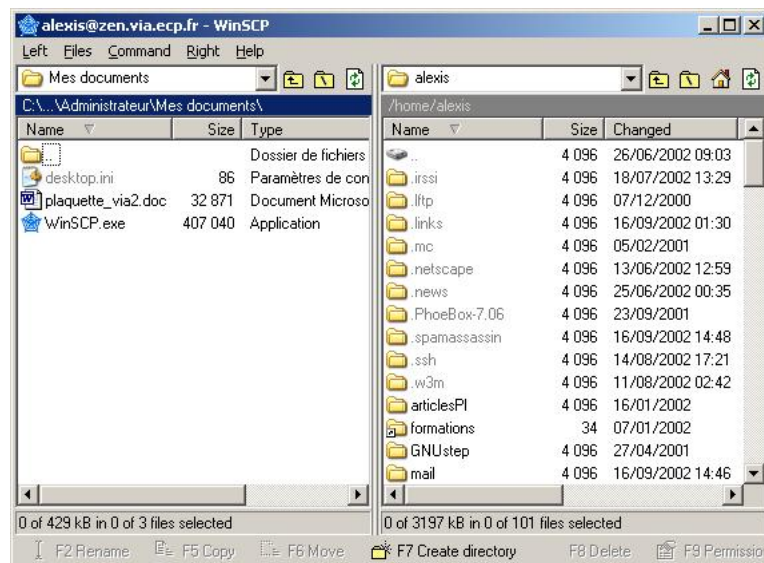 alexis@zen.via.ecp.fr - WinSCP
Left Files Command Right Help
Mes documents
C:\...\Administrateur\Mes documents\
Name Size Type
.. Dossier de fichiers
desktop.ini 86 Paramètres de con
plaquette_via2.doc 32 871 Document Microso
WinSCP.exe 407 040 Application
0 of 429 kB in 0 of 3 files selected
alexis
/home/alexis
Name Size Changed
.. 4 096 26/06/2002 09:03
.irssi 4 096 18/07/2002 13:29
.lftp 4 096 07/12/2000
.links 4 096 16/09/2002 01:30
.mc 4 096 05/02/2001
.netscape 4 096 13/06/2002 12:59
.news 4 096 25/06/2002 00:35
.PhoeBox-7.06 4 096 23/09/2001
.spamassassin 4 096 16/09/2002 14:48
.ssh 4 096 14/08/2002 17:21
.w3m 4 096 11/08/2002 02:42
articlesPI 4 096 16/01/2002
formations 34 07/01/2002
GNUstep 4 096 27/04/2001
mail 4 096 16/09/2002 14:46
0 of 3197 kB in 0 of 101 files selected
F2 Rename F5 Copy F6 Move F7 Create directory F8 Delete F9 Permissio